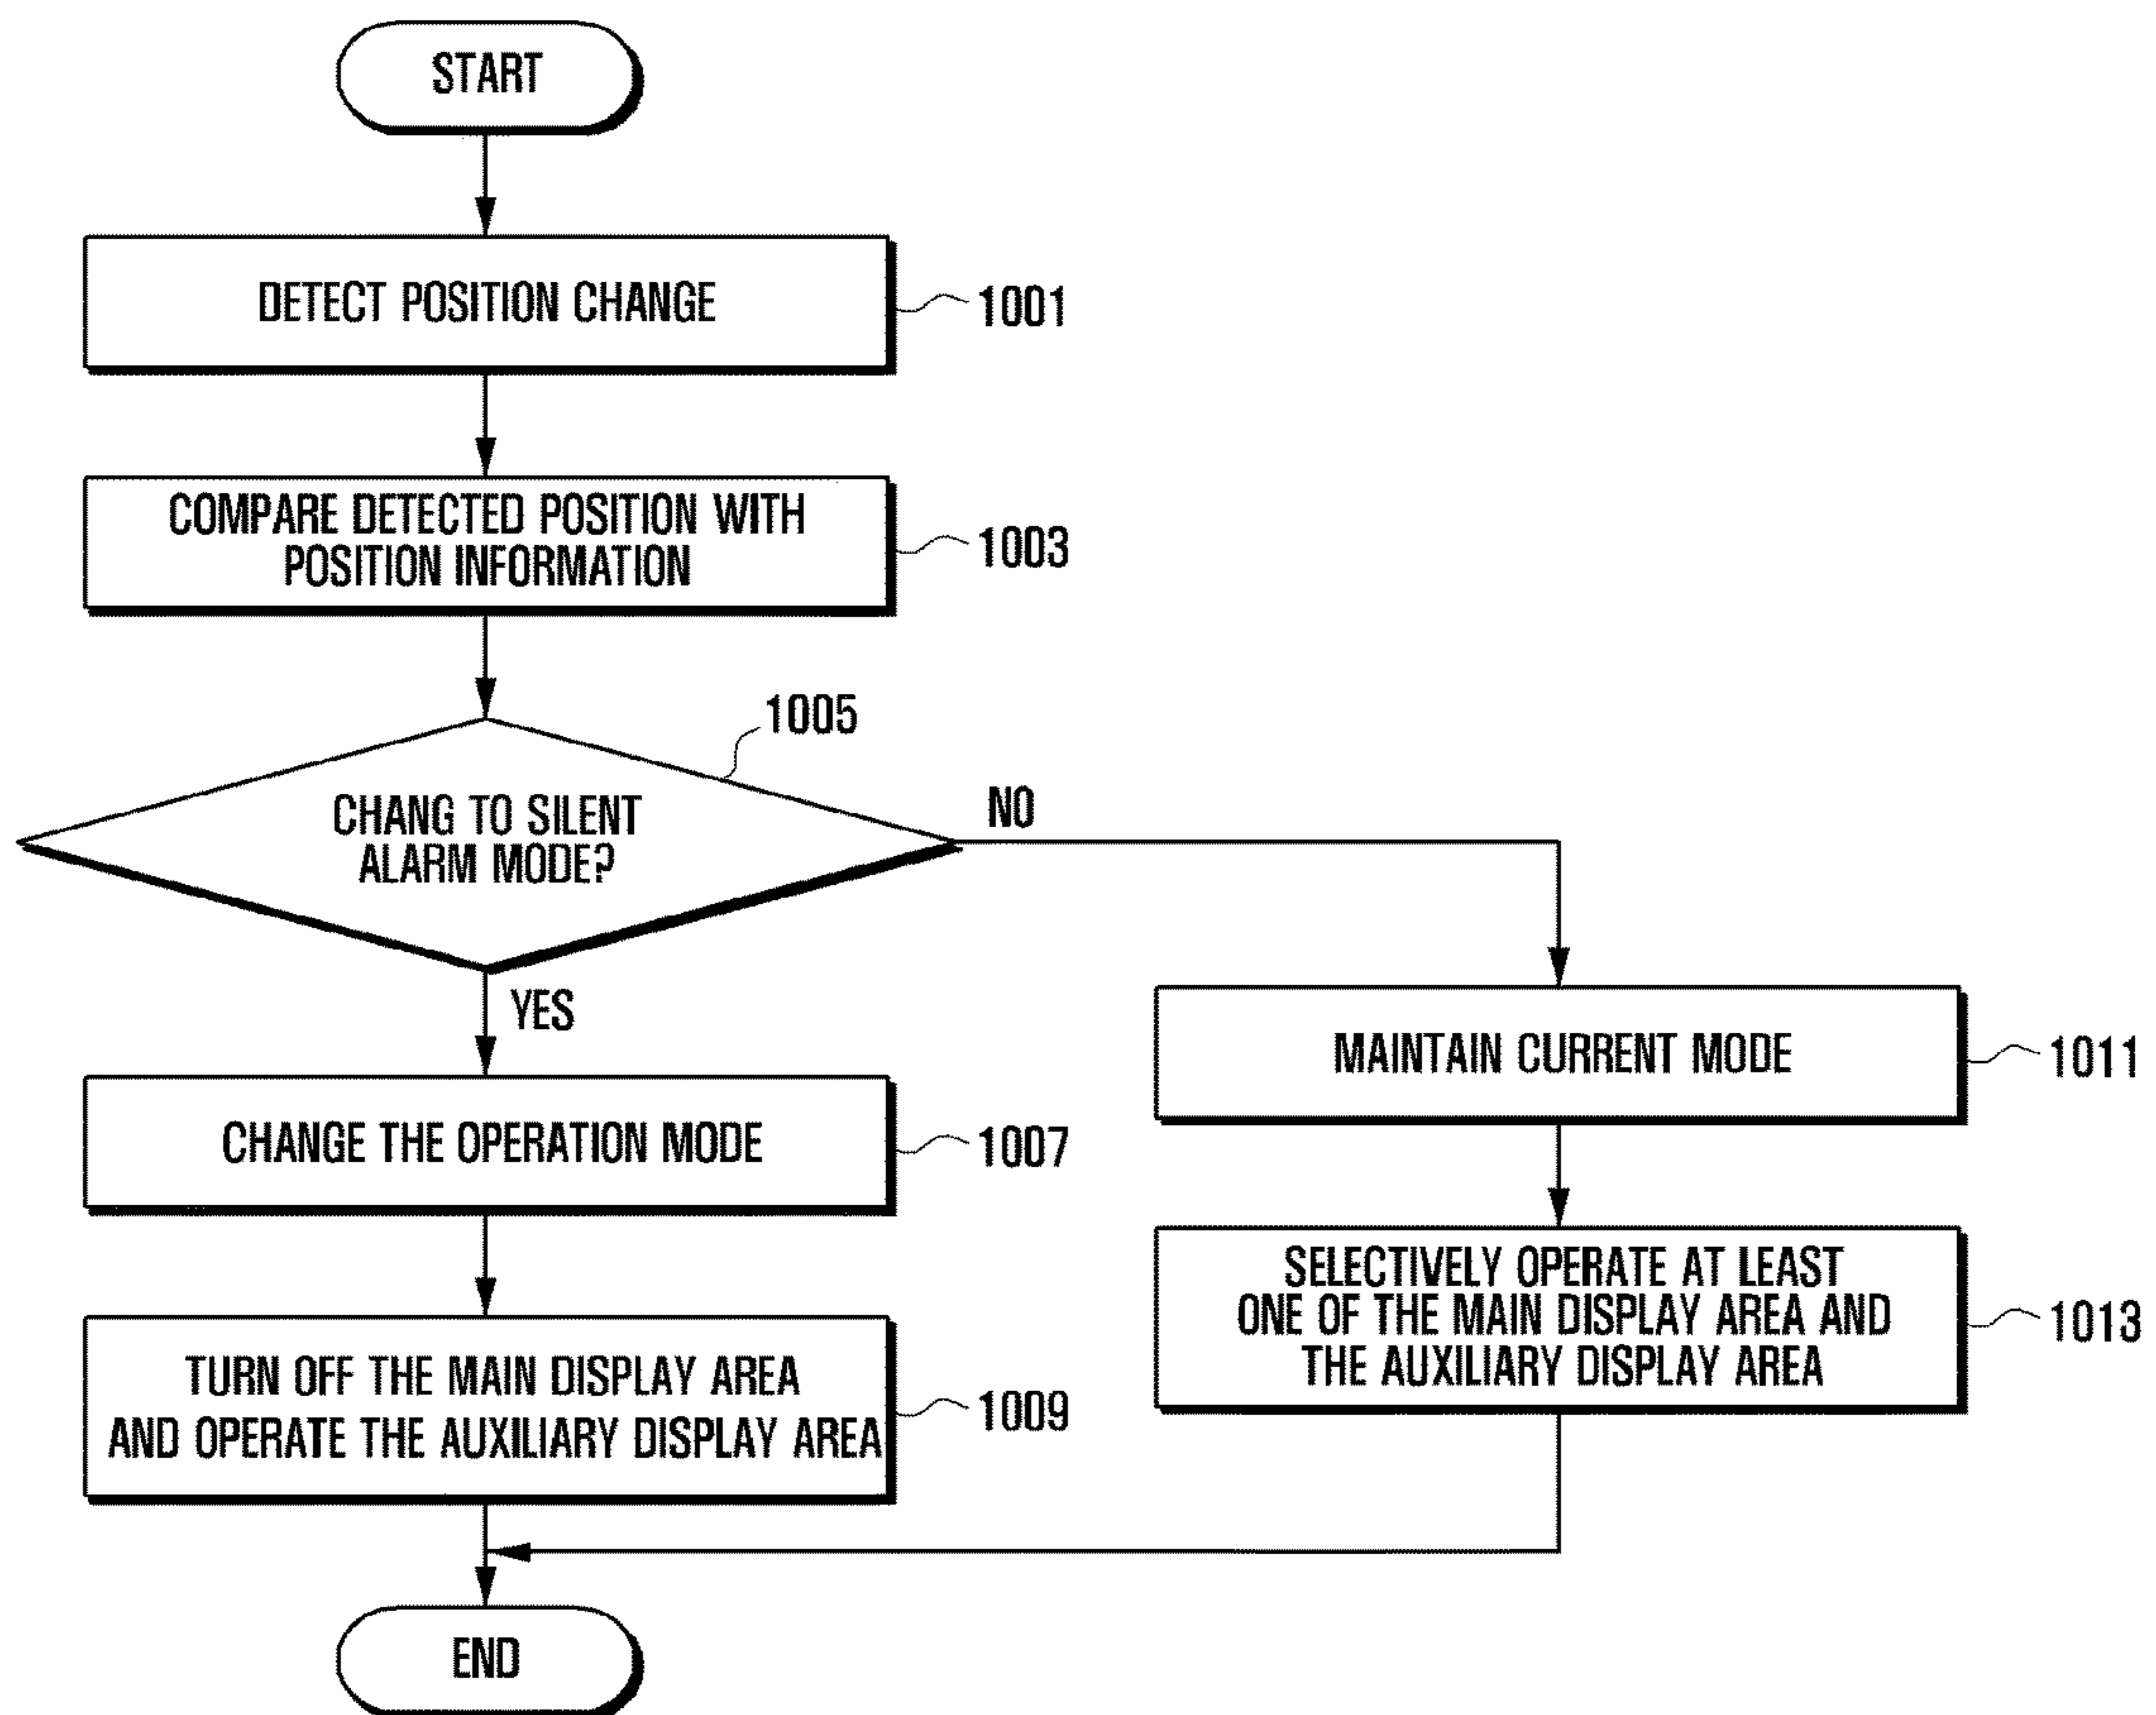 START
DETECT POSITION CHANGE
1001
COMPARE DETECTED POSITION WITH
POSITION INFORMATION
1003
1005
CHANG TO SILENT
ALARM MODE?
NO
YES
CHANGE THE OPERATION MODE
1007
TURN OFF THE MAIN DISPLAY AREA
AND OPERATE THE AUXILIARY DISPLAY AREA
1009
MAINTAIN CURRENT MODE
1011
SELECTIVELY OPERATE AT LEAST
ONE OF THE MAIN DISPLAY AREA AND
THE AUXILIARY DISPLAY AREA
1013
END